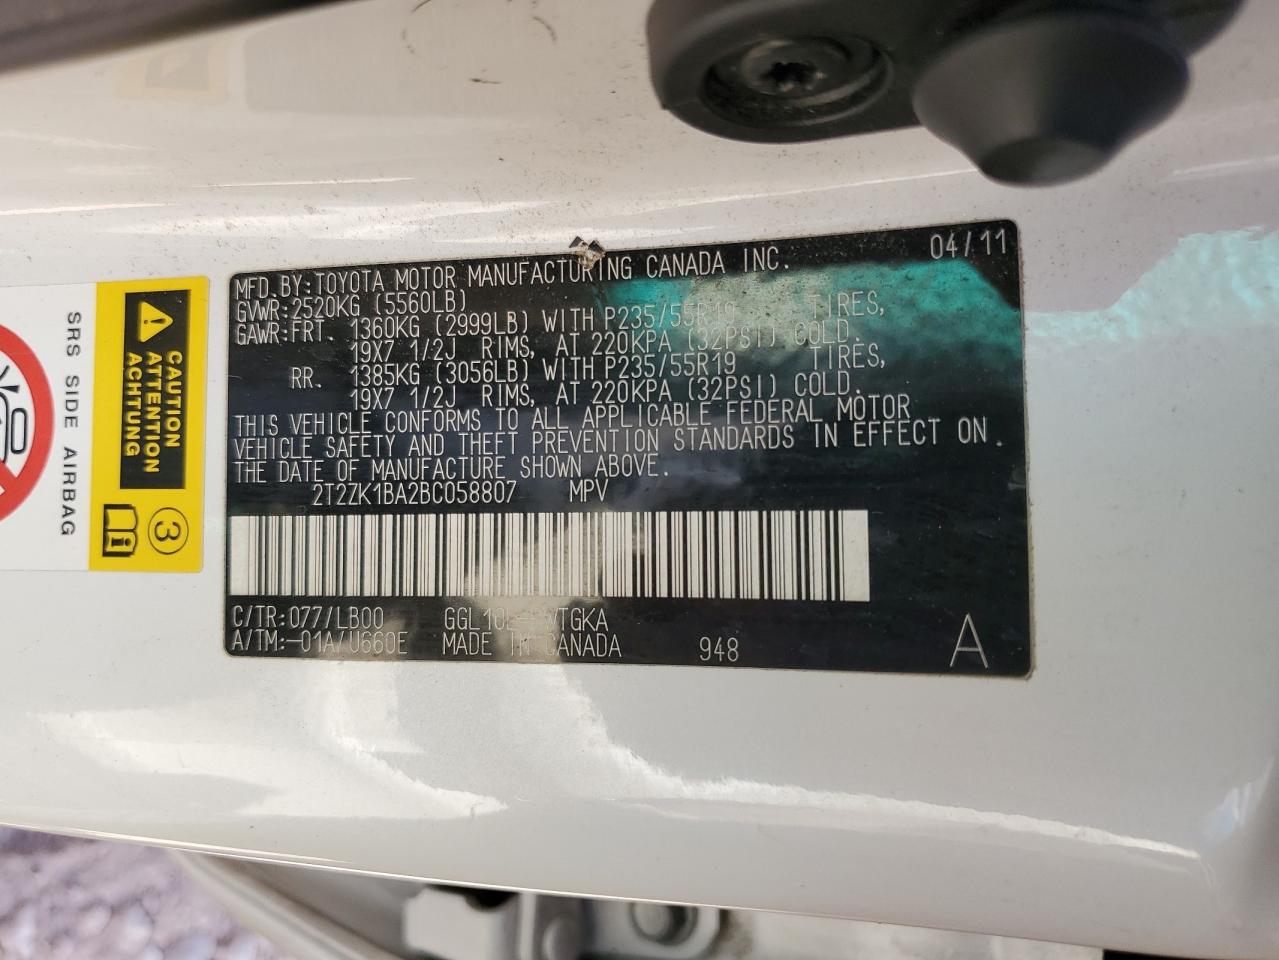 MFD.BY:TOYOTA MOTOR MANUFACTURING CANADA INC. 04/11
GVWR:2520KG (5560LB)
GAWR:FRT. 1360KG (2999LB) WITH P235/55R19 TIRES,
19X7 1/2J RIMS, AT 220KPA (32PSI) COLD.
RR. 1385KG (3056LB) WITH P235/55R19 TIRES,
19X7 1/2J RIMS, AT 220KPA (32PSI) COLD.
THIS VEHICLE CONFORMS TO ALL APPLICABLE FEDERAL MOTOR
VEHICLE SAFETY AND THEFT PREVENTION STANDARDS IN EFFECT ON
THE DATE OF MANUFACTURE SHOWN ABOVE.
2T2ZK1BA2BC058807 MPV
C/TR:077/LB00
A/TM:-01A/U660E MADE IN CANADA 948 A
CAUTION
ATTENTION
ACHTUNG
3
SRS SIDE AIRBAG